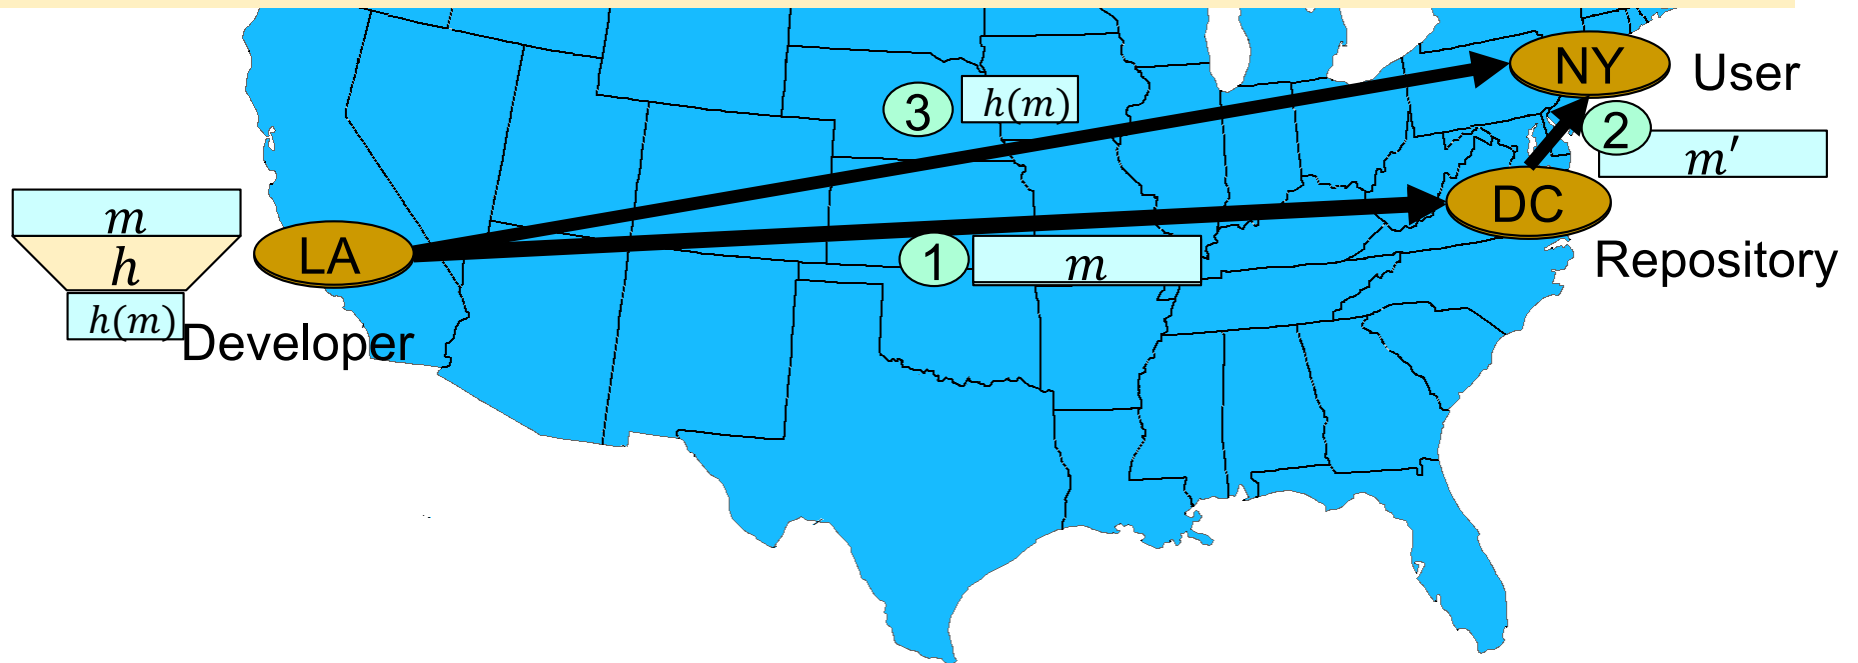 NY
User
3
h(m)
2
m′
DC
m
h
h(m)
LA
1
m
Repository
Developer